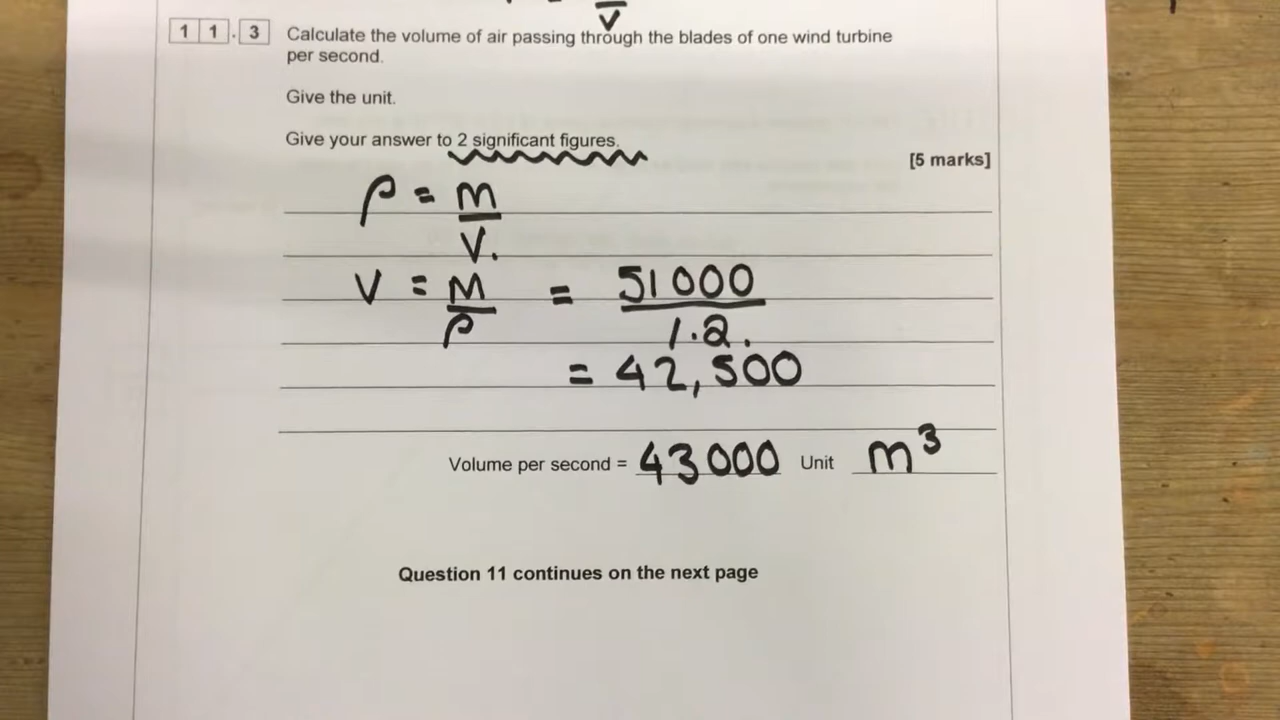 V
1 1 . 3 Calculate the volume of air passing through the blades of one wind turbine
per second.
Give the unit.
Give your answer to 2 significant figures.
[5 marks]
ρ = m
V.
V = m = 51000
ρ 1.2.
= 42,500
Volume per second = 43000 Unit m³
Question 11 continues on the next page